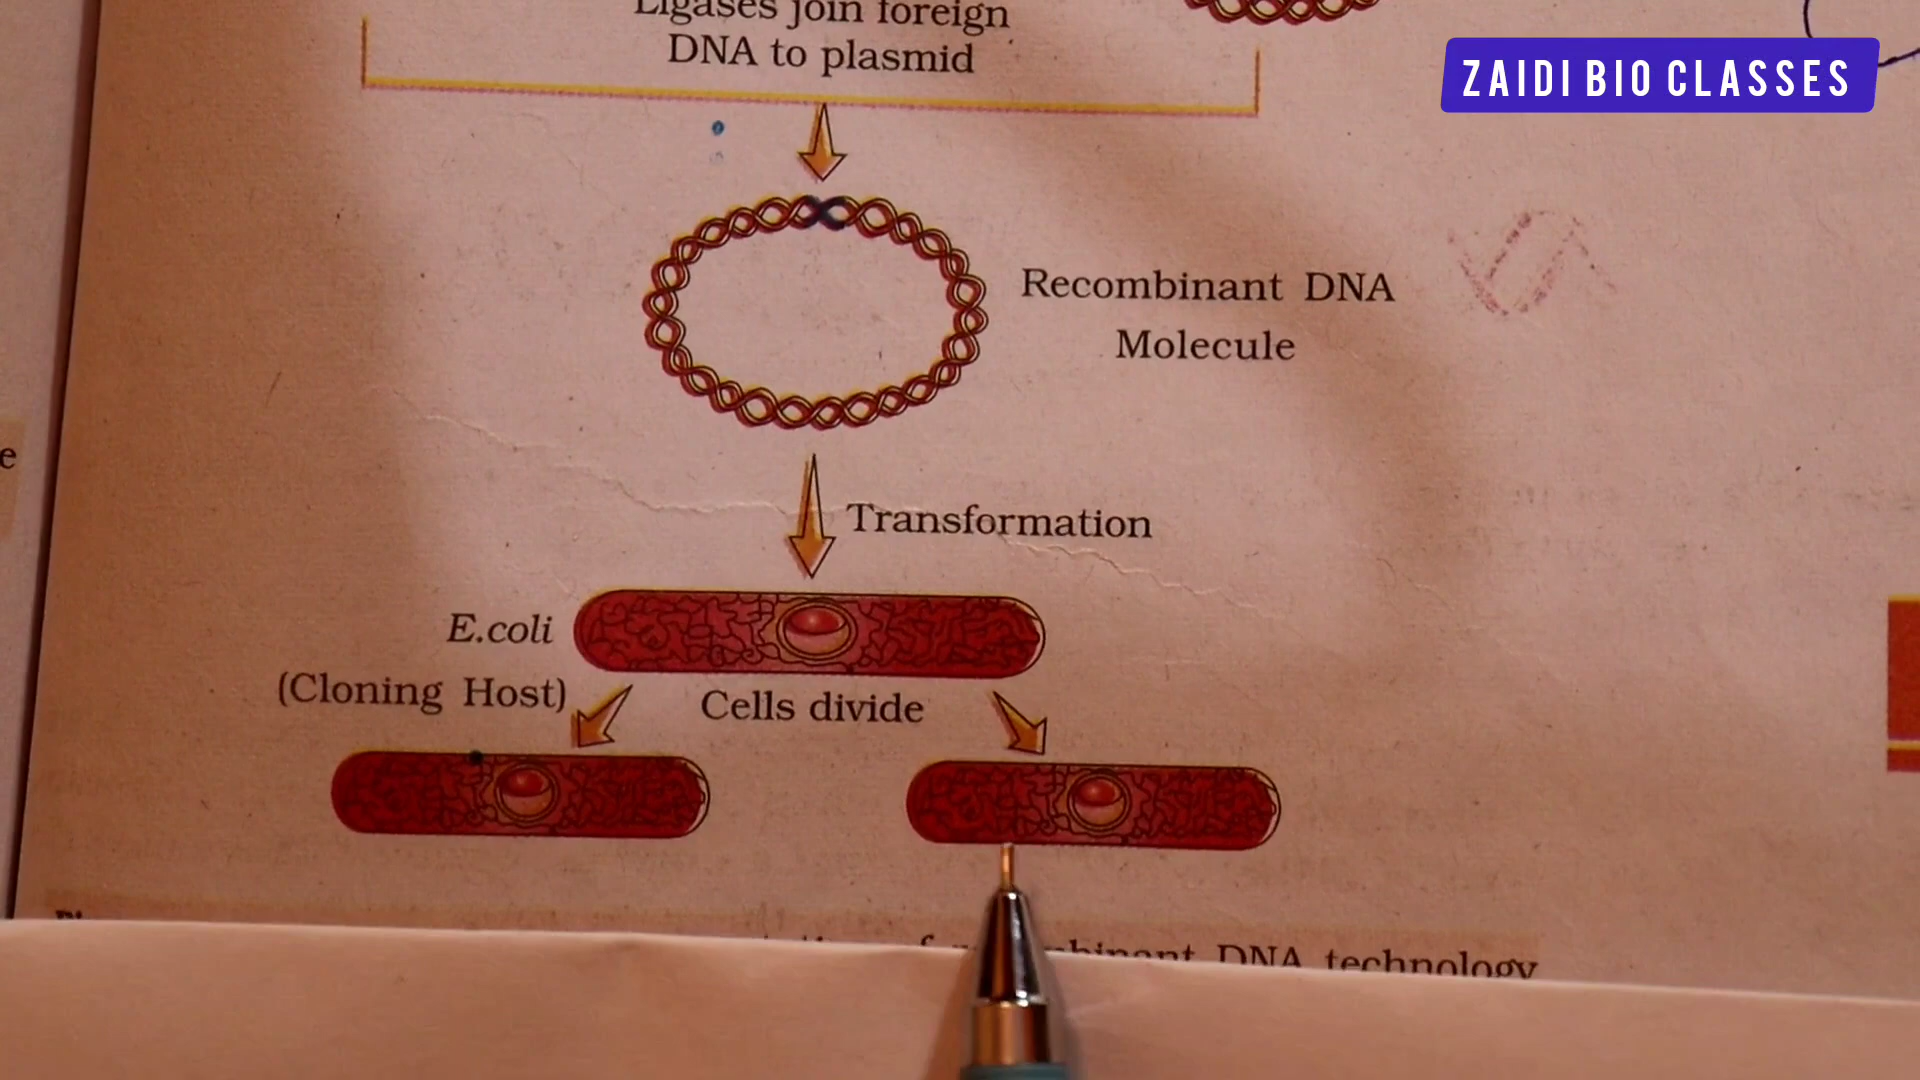 Ligases join foreign
DNA to plasmid
ZAIDI BIO CLASSES
Recombinant DNA
Molecule
Transformation
E.coli
(Cloning Host)
Cells divide
e
DNA technology